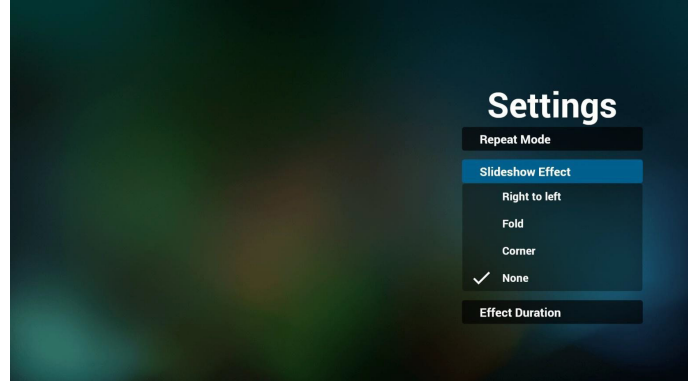 Settings
Repeat Mode
Slideshow Effect
Right to left
Fold
Corner
None
Effect Duration